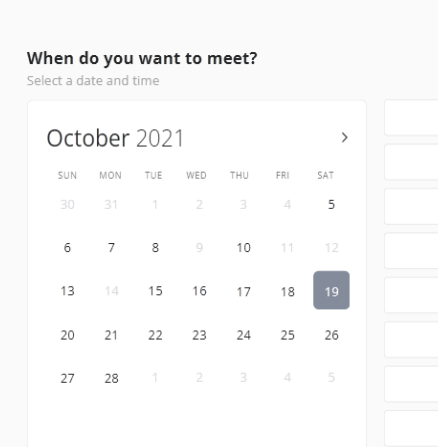 When do you want to meet?
Select a date and time
October 2021
SUN MON TUE WED THU FRI SAT
30 31 1 2 3 4 5
6 7 8 9 10 11 12
13 14 15 16 17 18 19
20 21 22 23 24 25 26
27 28 1 2 3 4 5